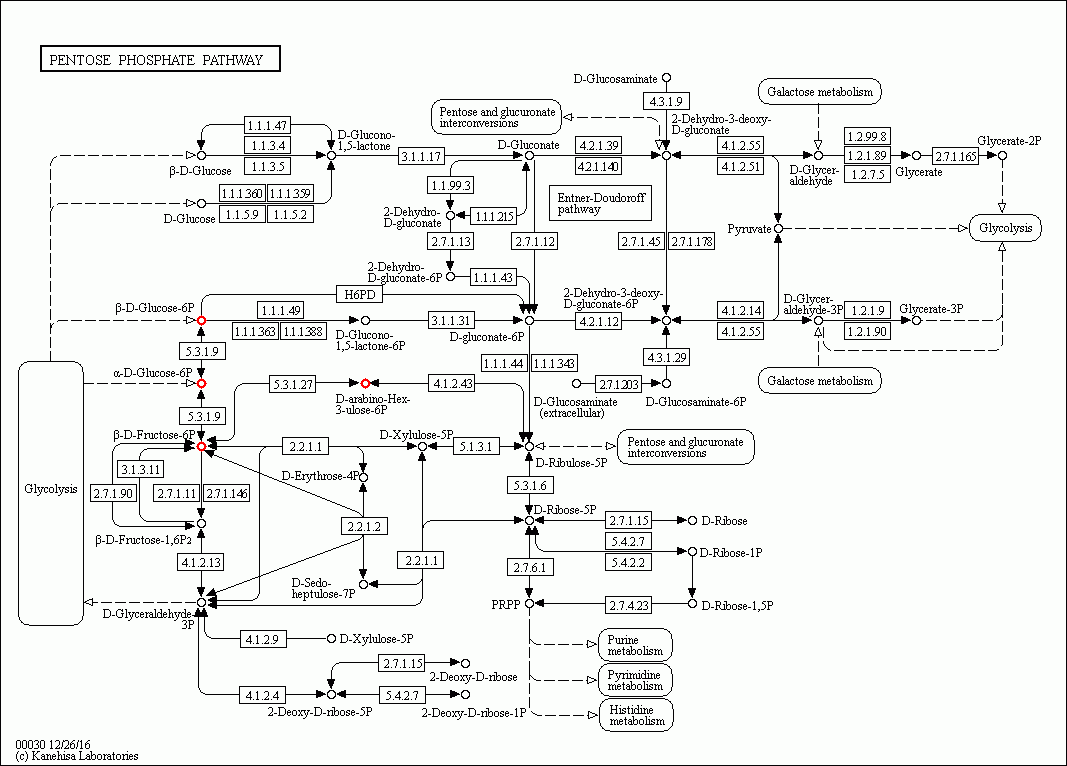 PENTOSE PHOSPHATE PATHWAY
D-Glucosaminate
4.3.1.9
Galactose metabolism
Pentose and glucuronate
interconversions
2-Dehydro-3-deoxy-
D-gluconate
1.1.1.47
D-Glucono-
1,5-lactone
1.1.3.4
1.1.3.5
β-D-Glucose
3.1.1.17
D-Gluconate
4.2.1.39
4.2.1.140
4.1.2.55
4.1.2.51
D-Glycer-
aldehyde
1.2.99.8
1.2.1.89
1.2.7.5
Glycerate
2.7.1.165
Glycerate-2P
1.1.1.360
1.1.1.359
1.1.5.9
1.1.5.2
D-Glucose
1.1.99.3
2-Dehydro-
D-gluconate
1.1.1.215
Entner-Doudoroff
pathway
Pyruvate
Glycolysis
2.7.1.13
2.7.1.12
2.7.1.45
2.7.1.178
2-Dehydro-
D-gluconate-6P
1.1.1.43
H6PD
β-D-Glucose-6P
1.1.1.49
1.1.1.363
1.1.1.388
D-Glucono-
1,5-lactone-6P
3.1.1.31
D-gluconate-6P
2-Dehydro-3-deoxy-
D-gluconate-6P
4.2.1.12
4.1.2.14
4.1.2.55
D-Glycer-
aldehyde-3P
1.2.1.9
1.2.1.90
Glycerate-3P
5.3.1.9
1.1.1.44
1.1.1.343
4.3.1.29
α-D-Glucose-6P
5.3.1.27
D-arabino-Hex-
3-ulose-6P
4.1.2.43
2.7.1.203
D-Glucosaminate
(extracellular)
D-Glucosaminate-6P
Galactose metabolism
5.3.1.9
β-D-Fructose-6P
2.2.1.1
D-Xylulose-5P
5.1.3.1
D-Ribulose-5P
Pentose and glucuronate
interconversions
3.1.3.11
D-Erythrose-4P
Glycolysis
2.7.1.90
2.7.1.11
2.7.1.146
5.3.1.6
2.2.1.2
D-Ribose-5P
2.7.1.15
D-Ribose
β-D-Fructose-1,6P2
5.4.2.7
5.4.2.2
D-Ribose-1P
4.1.2.13
2.2.1.1
2.7.6.1
D-Sedo-
heptulose-7P
D-Glyceraldehyde-
3P
PRPP
2.7.4.23
D-Ribose-1,5P
4.1.2.9
D-Xylulose-5P
Purine
metabolism
2.7.1.15
2-Deoxy-D-ribose
Pyrimidine
metabolism
4.1.2.4
2-Deoxy-D-ribose-5P
5.4.2.7
2-Deoxy-D-ribose-1P
Histidine
metabolism
00030 12/26/16
(c) Kanehisa Laboratories